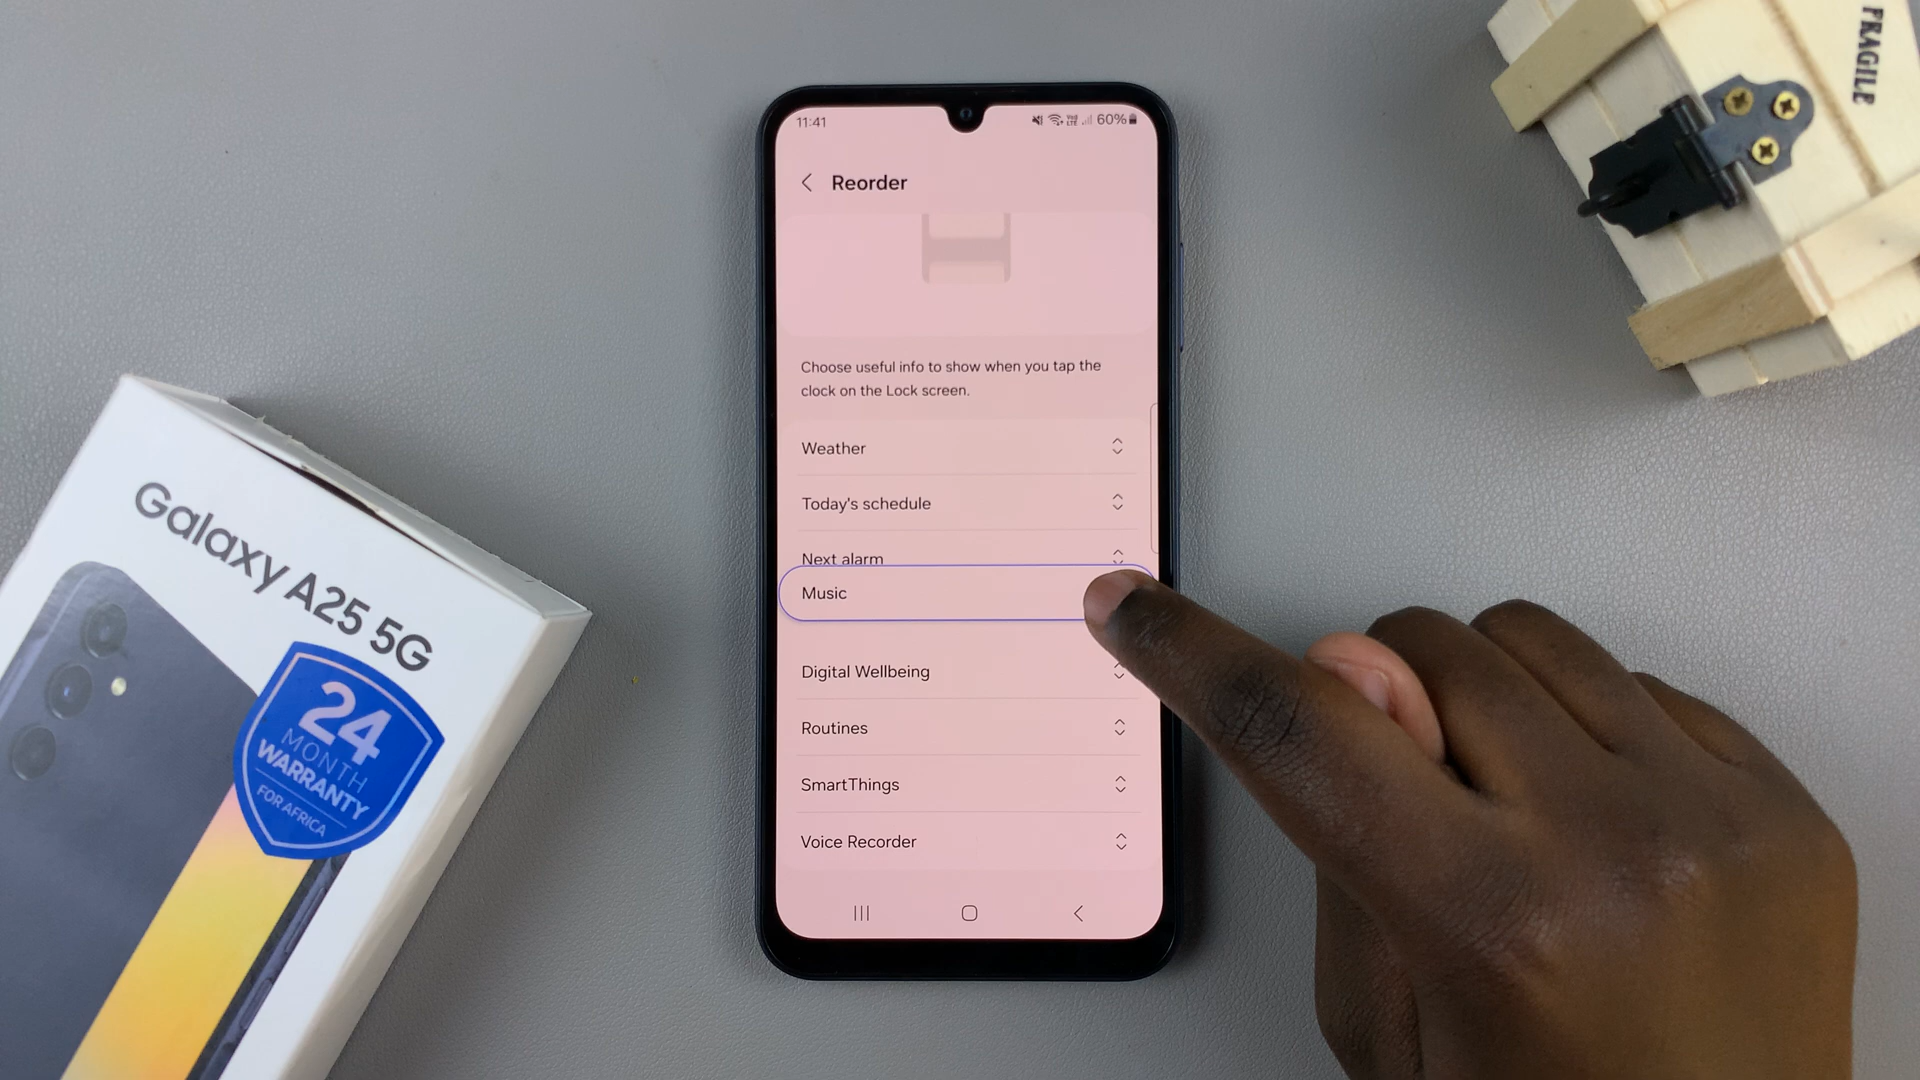 11:41
Vo)
LTE
60%
Reorder
Choose useful info to show when you tap the
clock on the Lock screen.
Weather
Today's schedule
Next alarm
Music
Digital Wellbeing
Routines
SmartThings
Voice Recorder
Galaxy A25 5G
24
MONTH
WARRANTY
FOR AFRICA
FRAGILE